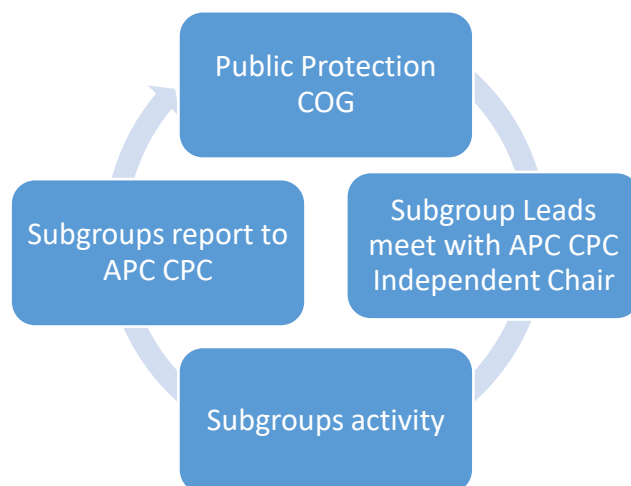 Public Protection
COG
Subgroup Leads
meet with APC CPC
Independent Chair
Subgroups activity
Subgroups report to
APC CPC